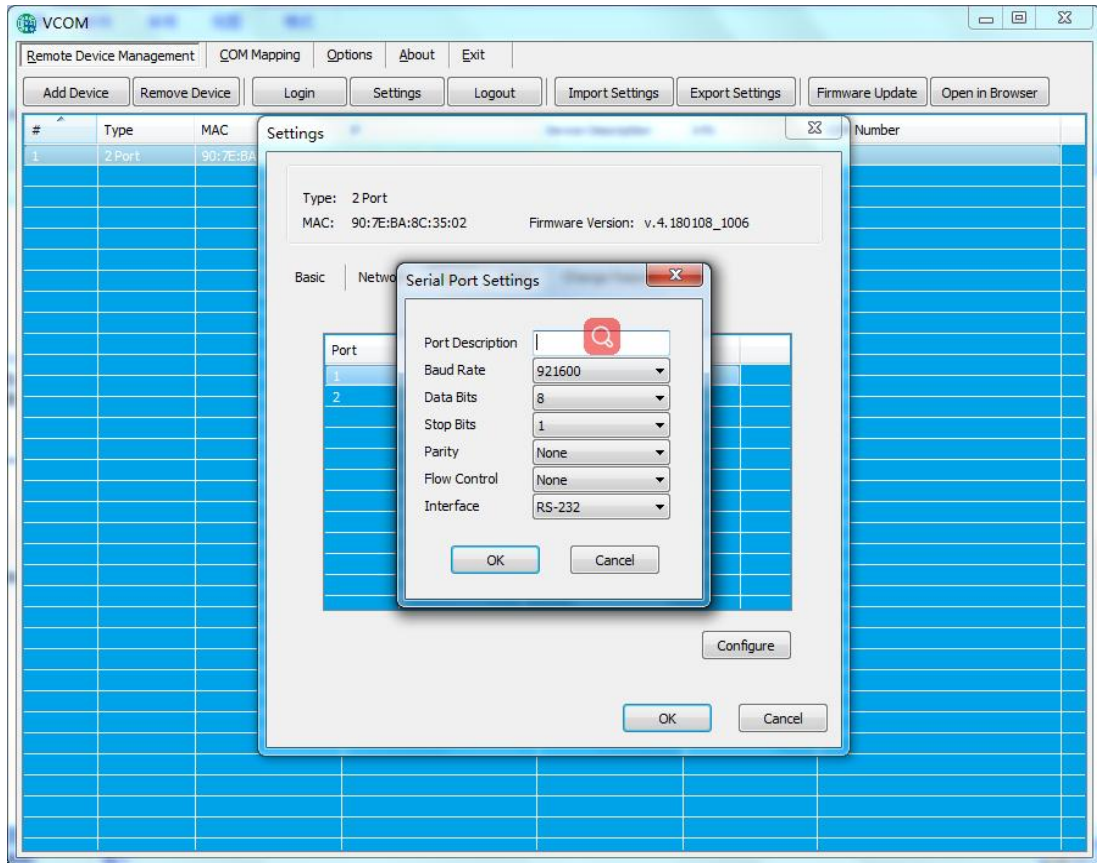 VCOM
Remote Device Management COM Mapping Options About Exit
Add Device Remove Device Login Settings Logout Import Settings Export Settings Firmware Update Open in Browser
# Type MAC Number
1 2 Port 90:7E:BA
Settings
Type: 2 Port
MAC: 90:7E:BA:8C:35:02 Firmware Version: v.4.180108_1006
Basic Netwo
Port
1
2
Serial Port Settings
Port Description
Baud Rate 921600
Data Bits 8
Stop Bits 1
Parity None
Flow Control None
Interface RS-232
OK Cancel
Configure
OK Cancel